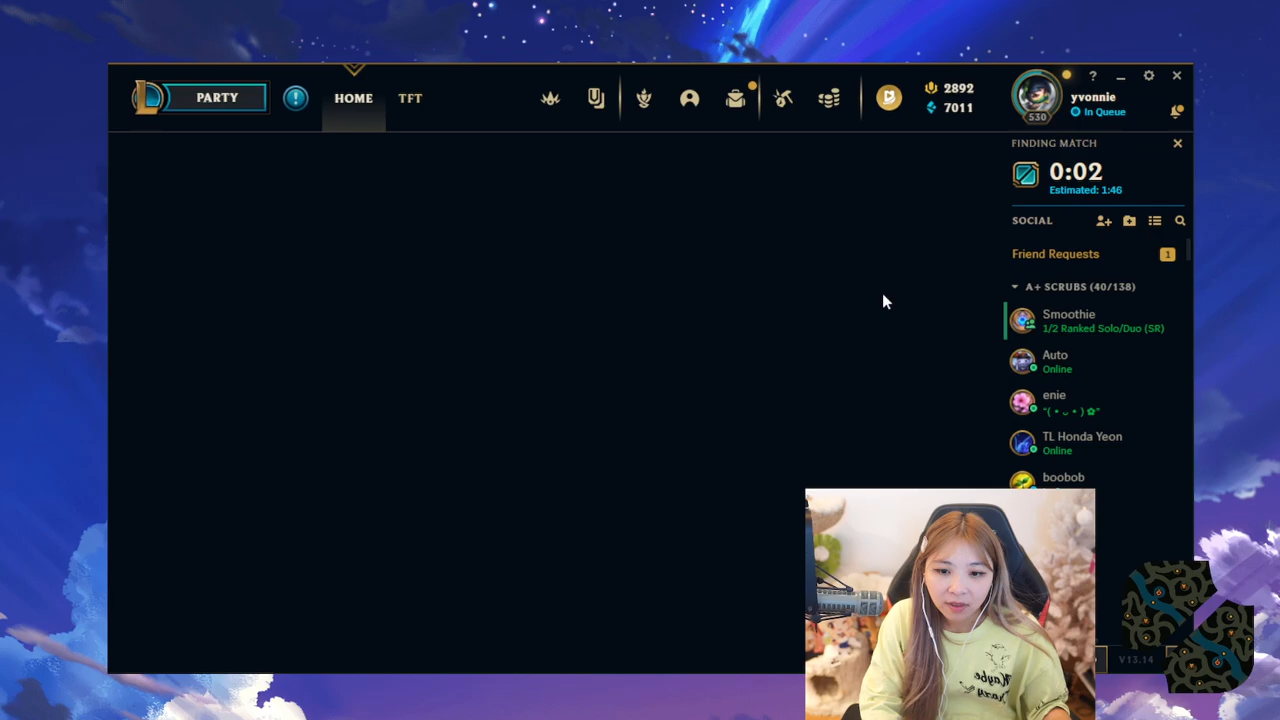 PARTY
HOME
TFT
2892
7011
530
yvonnie
In Queue
FINDING MATCH
0:02
Estimated: 1:46
SOCIAL
Friend Requests
1
A+ SCRUBS (40/138)
Smoothie
1/2 Ranked Solo/Duo (SR)
Auto
Online
enie
"( • ᴗ • ) ✿"
TL Honda Yeon
Online
boobob
Maybe
V13.14